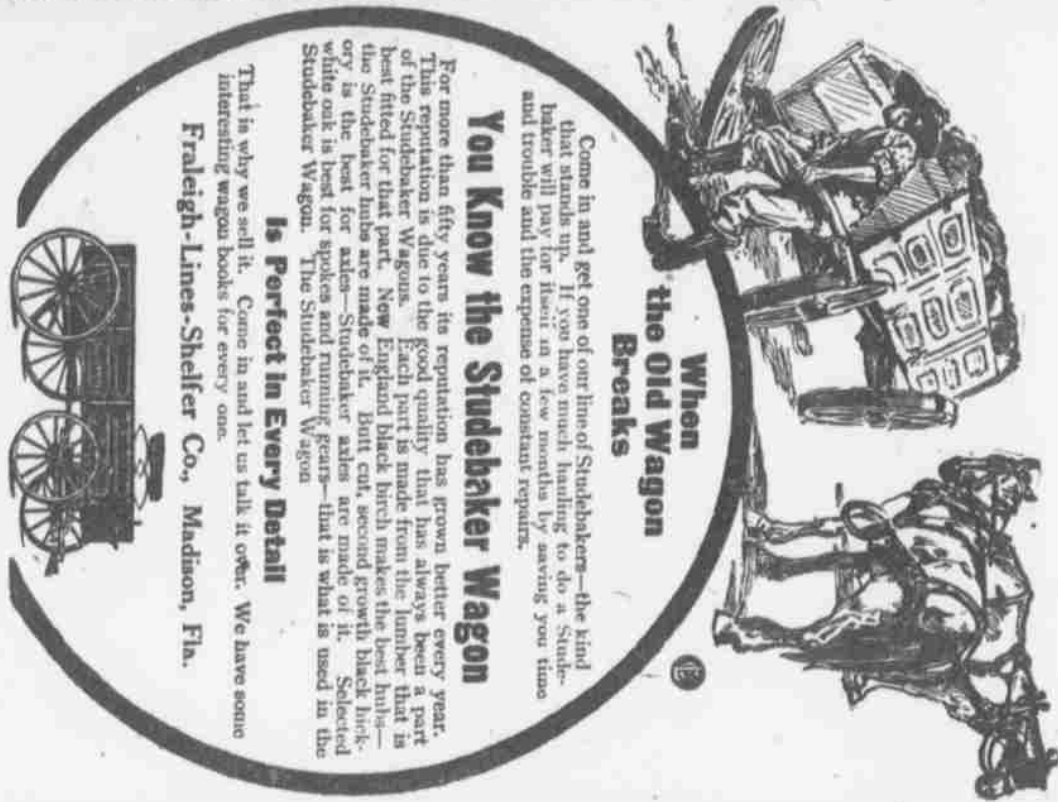 When
the Old Wagon
Breaks
Come in and get one of our line of Studebakers—the kind
that stands up. If you have much hauling to do a Stude-
baker will pay for itself in a few months by saving you time
and trouble and the expense of constant repairs.
You Know the Studebaker Wagon
For more than fifty years its reputation has grown better every year.
This reputation is due to the good quality that has always been a part
of the Studebaker Wagons. Each part is made from the lumber that is
best fitted for that part. New England black birch makes the best hubs—
the Studebaker hubs are made of it. Butt cut, second growth black hick-
ory is the best for axles—Studebaker axles are made of it. Selected
white oak is best for spokes and running gears—that is what is used in the
Studebaker Wagon. The Studebaker Wagon
Is Perfect in Every Detail
That is why we sell it. Come in and let us talk it over. We have some
interesting wagon books for every one.
Fraleigh-Lines-Shelfer Co., Madison, Fla.